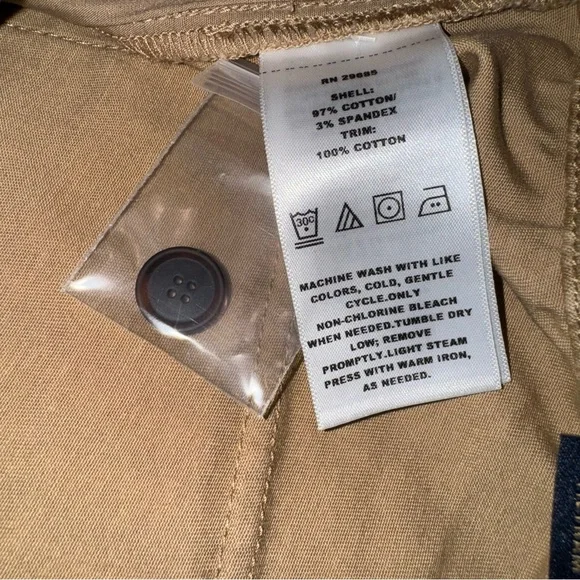 RN 29685
SHELL:
97% COTTON/
3% SPANDEX
TRIM:
100% COTTON
30C
MACHINE WASH WITH LIKE
COLORS, COLD, GENTLE
CYCLE.ONLY
NON-CHLORINE BLEACH
WHEN NEEDED.TUMBLE DRY
LOW; REMOVE
PROMPTLY.LIGHT STEAM
PRESS WITH WARM IRON,
AS NEEDED.